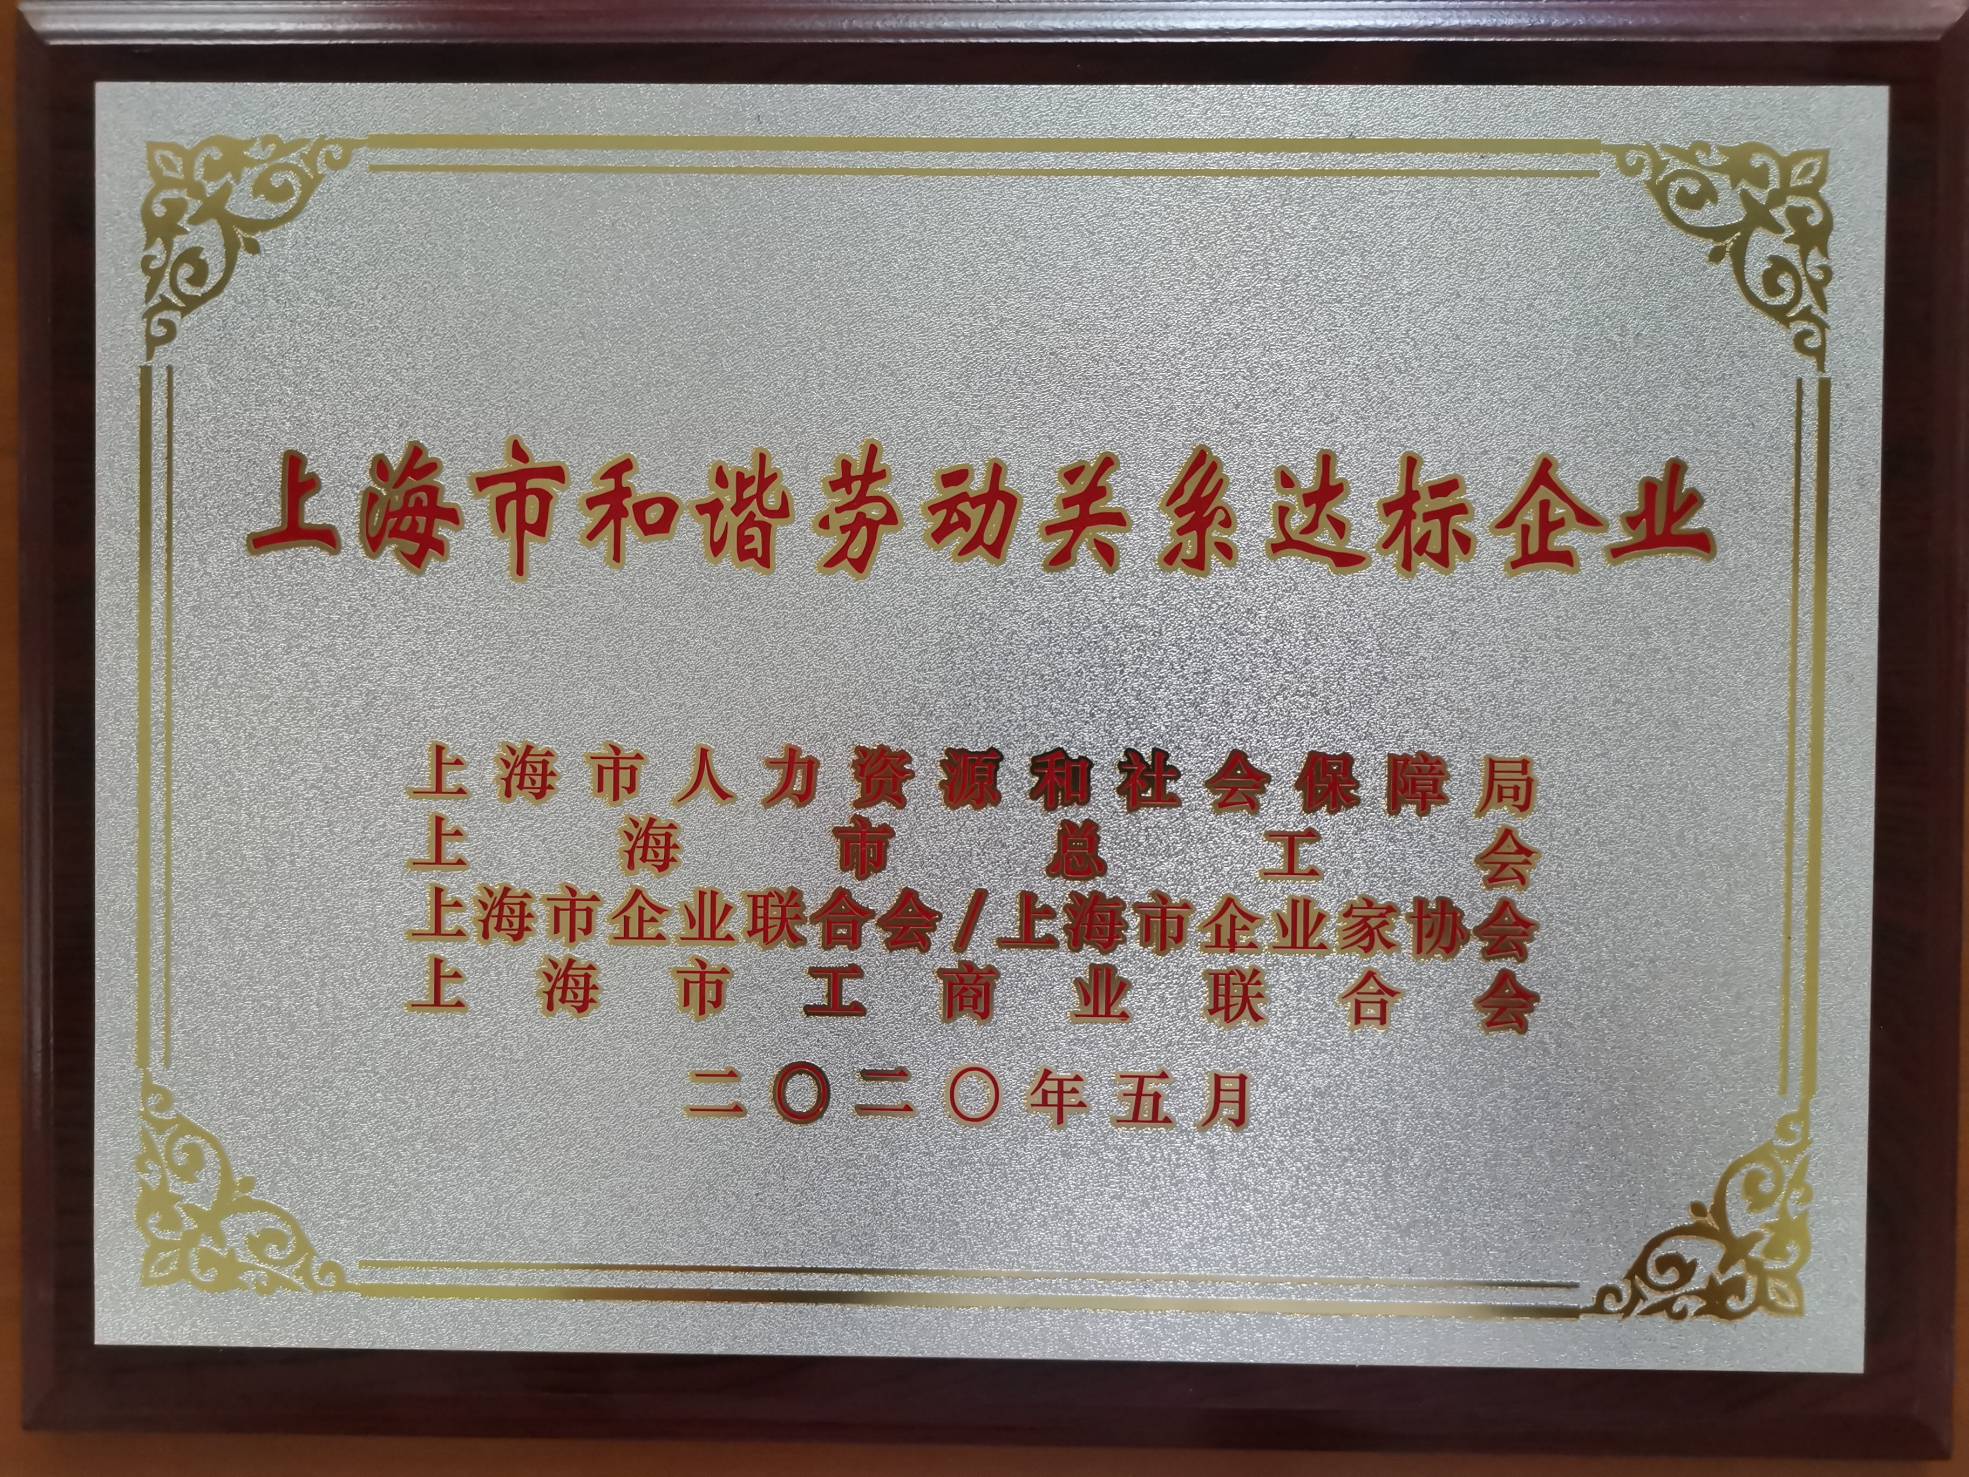 上海市和谐劳动关系达标企业
上海市人力资源和社会保障局
上海市总工会
上海市企业联合会/上海市企业家协会
上海市工商业联合会
二〇二〇年五月